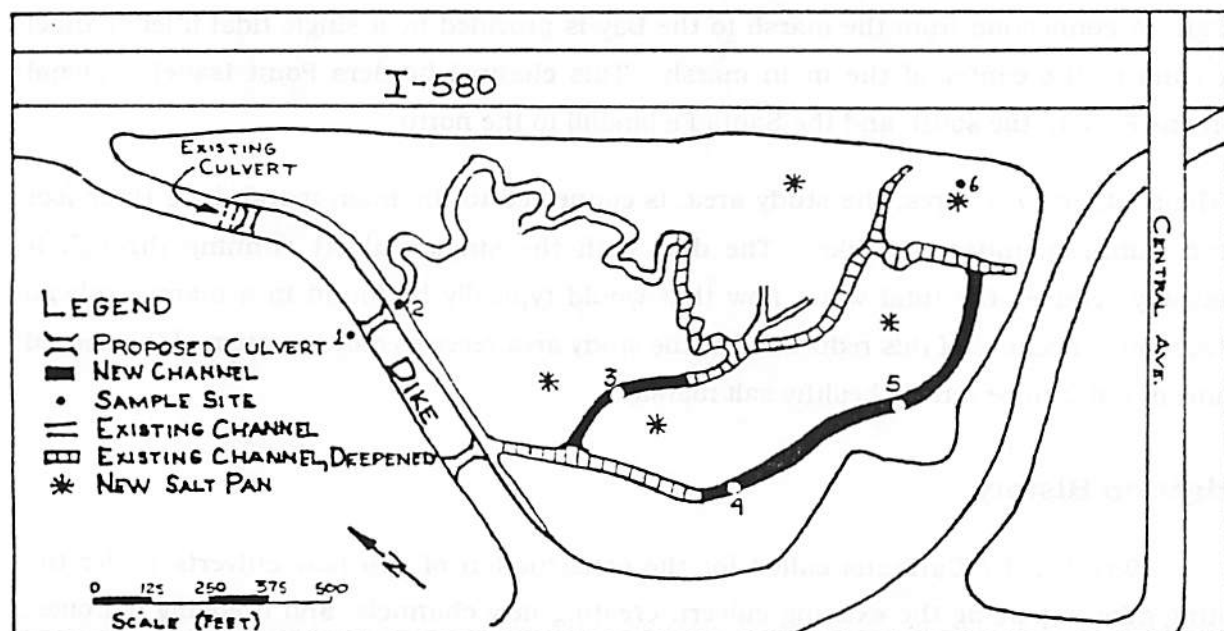 I-580
EXISTING
CULVERT
CENTRAL AVE.
6
2
1
DIKE
3
5
4
LEGEND
PROPOSED CULVERT
NEW CHANNEL
SAMPLE SITE
EXISTING CHANNEL
EXISTING CHANNEL, DEEPENED
NEW SALT PAN
N
0 125 250 375 500
SCALE (FEET)